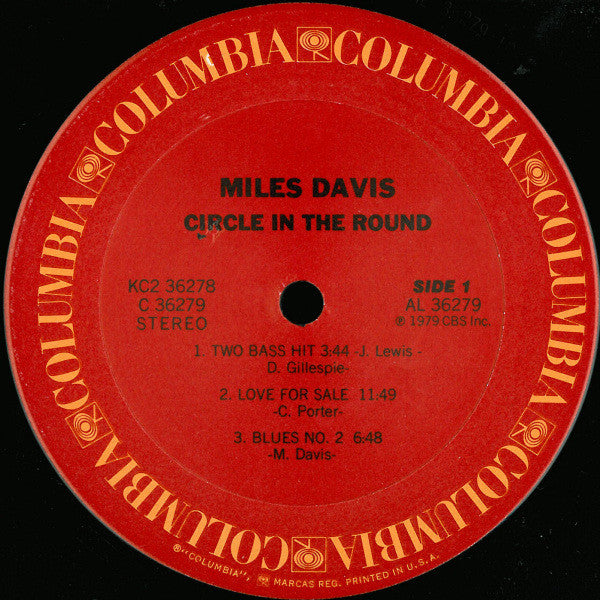 COLUMBIA COLUMBIA COLUMBIA COLUMBIA COLUMBIA COLUMBIA
MILES DAVIS
CIRCLE IN THE ROUND
KC2 36278
C 36279
STEREO
SIDE 1
AL 36279
℗ 1979 CBS Inc.
1. TWO BASS HIT 3:44 -J. Lewis -
D. Gillespie-
2. LOVE FOR SALE 11:49
-C. Porter-
3. BLUES NO. 2 6:48
-M. Davis-
®"COLUMBIA", MARCAS REG. PRINTED IN U.S.A.